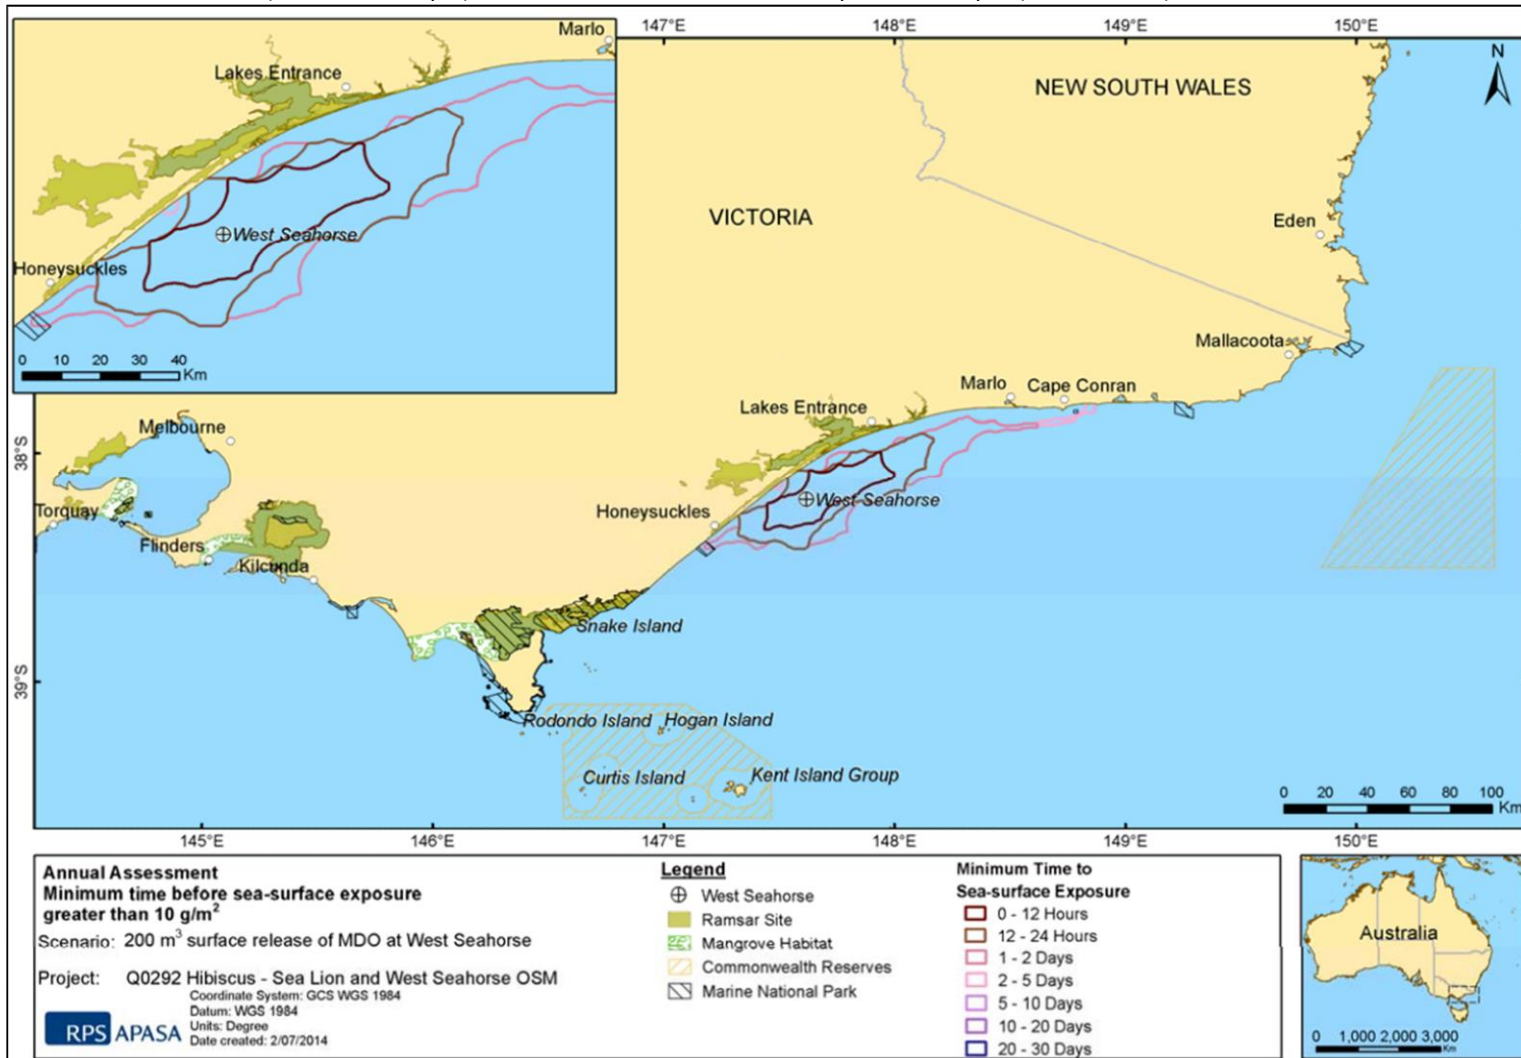 Marlo
Lakes Entrance
West Seahorse
Honeysuckles
0 10 20 30 40
Km
147°E 148°E 149°E 150°E
N
NEW SOUTH WALES
VICTORIA
Eden
Mallacoota
Marlo Cape Conran
Lakes Entrance
Melbourne
38°S
West Seahorse
Torquay
Honeysuckles
Flinders
Kilcunda
Snake Island
39°S
Rodondo Island Hogan Island
Curtis Island Kent Island Group
0 20 40 60 80 100
Km
145°E 146°E 147°E 148°E 149°E 150°E
Annual Assessment
Minimum time before sea-surface exposure
greater than 10 g/m²
Scenario: 200 m³ surface release of MDO at West Seahorse
Project: Q0292 Hibiscus - Sea Lion and West Seahorse OSM
Coordinate System: GCS WGS 1984
Datum: WGS 1984
Units: Degree
Date created: 2/07/2014
RPS APASA
Legend
West Seahorse
Ramsar Site
Mangrove Habitat
Commonwealth Reserves
Marine National Park
Minimum Time to
Sea-surface Exposure
0 - 12 Hours
12 - 24 Hours
1 - 2 Days
2 - 5 Days
5 - 10 Days
10 - 20 Days
20 - 30 Days
Australia
0 1,000 2,000 3,000
Km